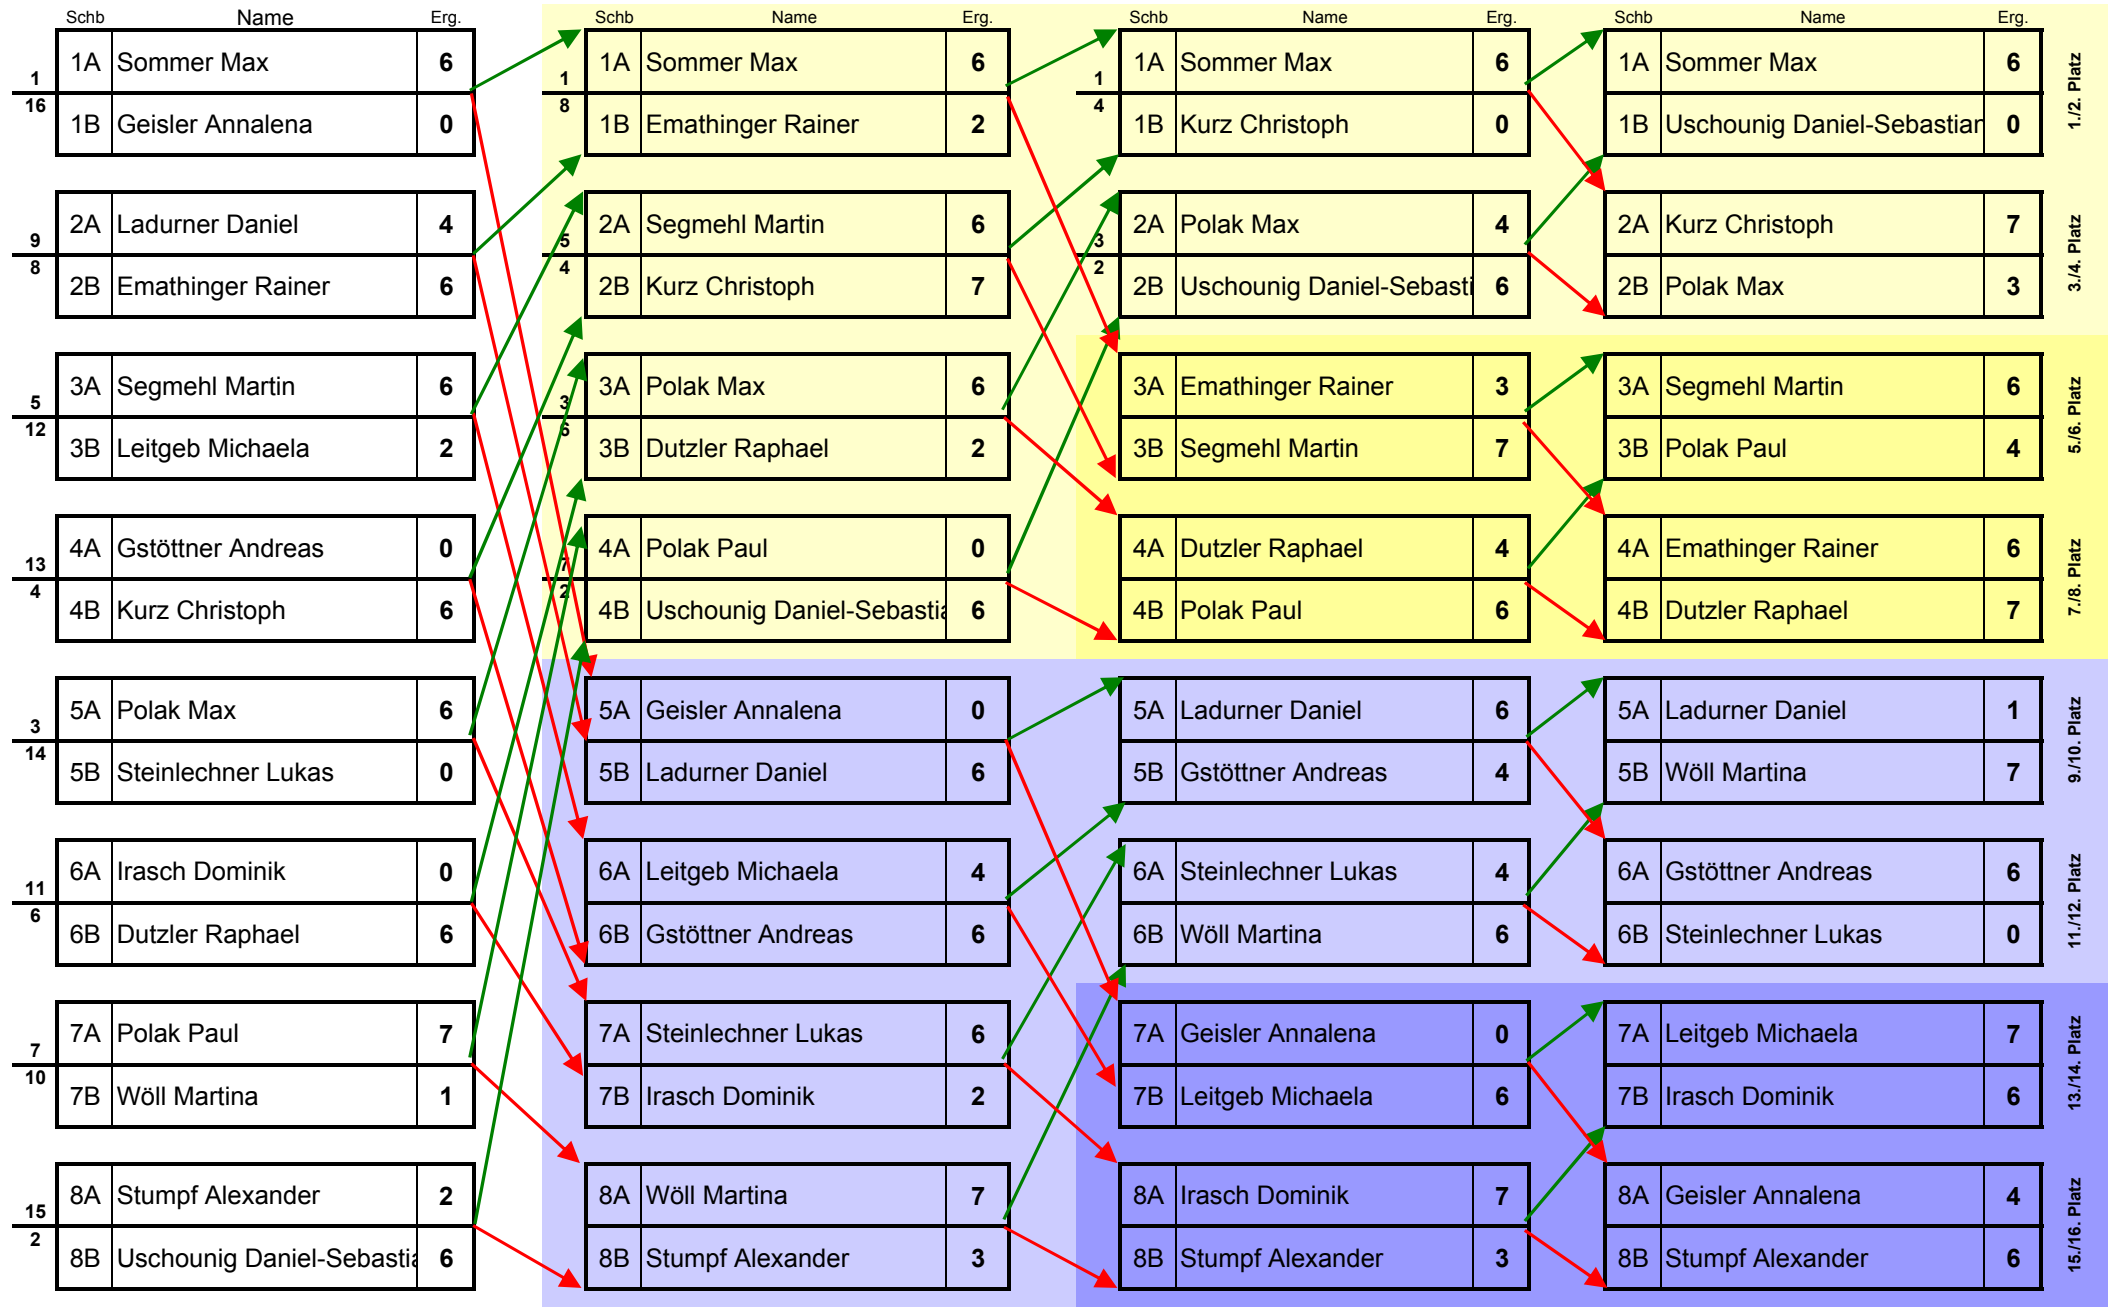 Schb Name Erg. Schb Name Erg. Schb Name Erg. Schb Name Erg.
1A Sommer Max 6 1A Sommer Max 6 1A Sommer Max 6 1A Sommer Max 6
1 1 1 1./2. Platz
16 8 4
1B Geisler Annalena 0 1B Emathinger Rainer 2 1B Kurz Christoph 0 1B Uschounig Daniel-Sebastian 0
2A Ladurner Daniel 4 2A Segmehl Martin 6 2A Polak Max 4 2A Kurz Christoph 7
9 5 3 3./4. Platz
8 4 2
2B Emathinger Rainer 6 2B Kurz Christoph 7 2B Uschounig Daniel-Sebasti 6 2B Polak Max 3
3A Segmehl Martin 6 3A Polak Max 6 3A Emathinger Rainer 3 3A Segmehl Martin 6
5 3 5./6. Platz
12 6
3B Leitgeb Michaela 2 3B Dutzler Raphael 2 3B Segmehl Martin 7 3B Polak Paul 4
4A Gstöttner Andreas 0 4A Polak Paul 0 4A Dutzler Raphael 4 4A Emathinger Rainer 6
13 7 7./8. Platz
4 2
4B Kurz Christoph 6 4B Uschounig Daniel-Sebastia 6 4B Polak Paul 6 4B Dutzler Raphael 7
5A Polak Max 6 5A Geisler Annalena 0 5A Ladurner Daniel 6 5A Ladurner Daniel 1
3 9./10. Platz
14
5B Steinlechner Lukas 0 5B Ladurner Daniel 6 5B Gstöttner Andreas 4 5B Wöll Martina 7
6A Irasch Dominik 0 6A Leitgeb Michaela 4 6A Steinlechner Lukas 4 6A Gstöttner Andreas 6
11 11./12. Platz
6
6B Dutzler Raphael 6 6B Gstöttner Andreas 6 6B Wöll Martina 6 6B Steinlechner Lukas 0
7A Polak Paul 7 7A Steinlechner Lukas 6 7A Geisler Annalena 0 7A Leitgeb Michaela 7
7 13./14. Platz
10
7B Wöll Martina 1 7B Irasch Dominik 2 7B Leitgeb Michaela 6 7B Irasch Dominik 6
8A Stumpf Alexander 2 8A Wöll Martina 7 8A Irasch Dominik 7 8A Geisler Annalena 4
15 15./16. Platz
2
8B Uschounig Daniel-Sebastia 6 8B Stumpf Alexander 3 8B Stumpf Alexander 3 8B Stumpf Alexander 6